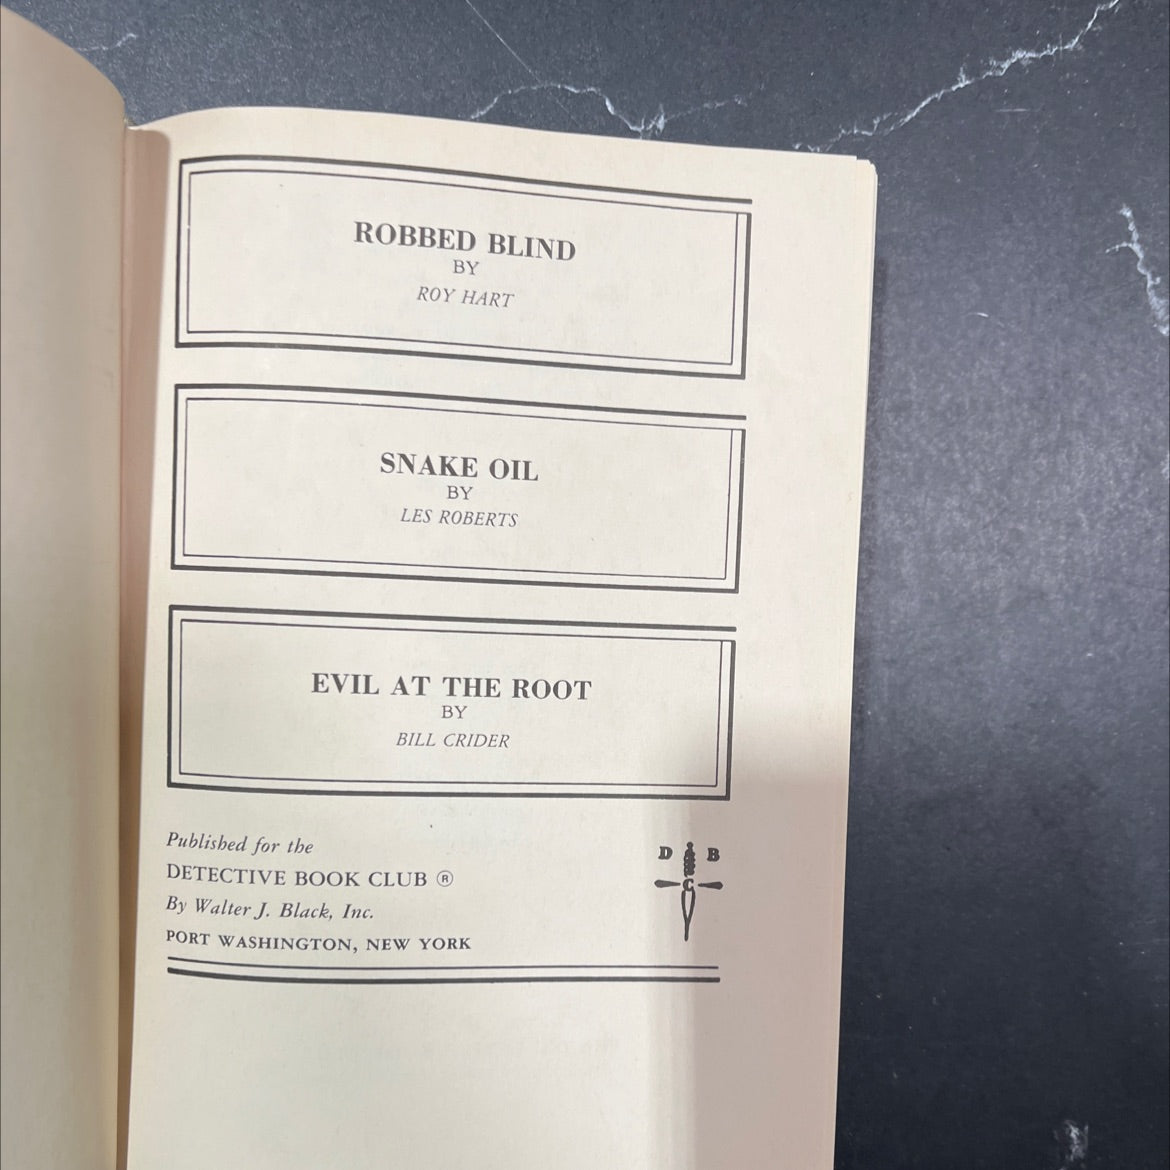 ROBBED BLIND
BY
ROY HART
SNAKE OIL
BY
LES ROBERTS
EVIL AT THE ROOT
BY
BILL CRIDER
Published for the
DETECTIVE BOOK CLUB ®
By Walter J. Black, Inc.
PORT WASHINGTON, NEW YORK
D B
C